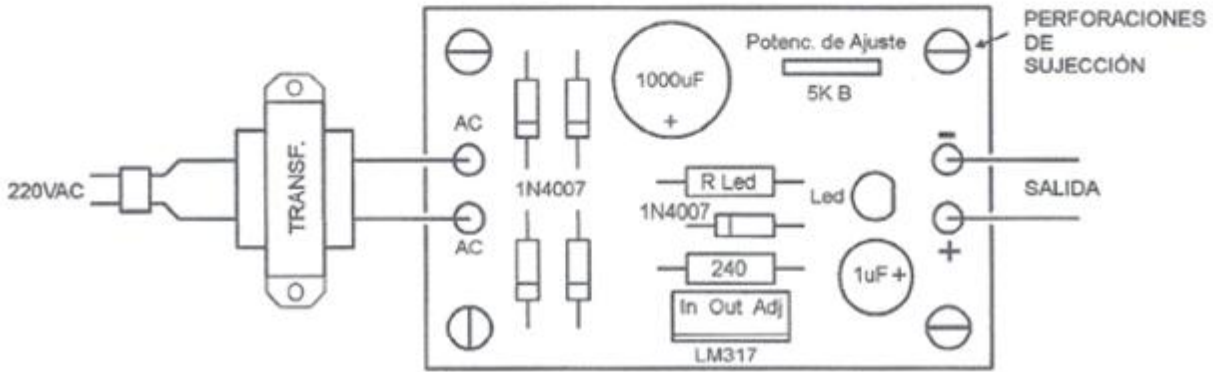 PERFORACIONES
DE
SUJECCIÓN
Potenc. de Ajuste
5K B
1000uF
+
AC
-
220VAC
TRANSF.
1N4007
R Led
Led
SALIDA
1N4007
AC
+
240
1uF +
In Out Adj
LM317